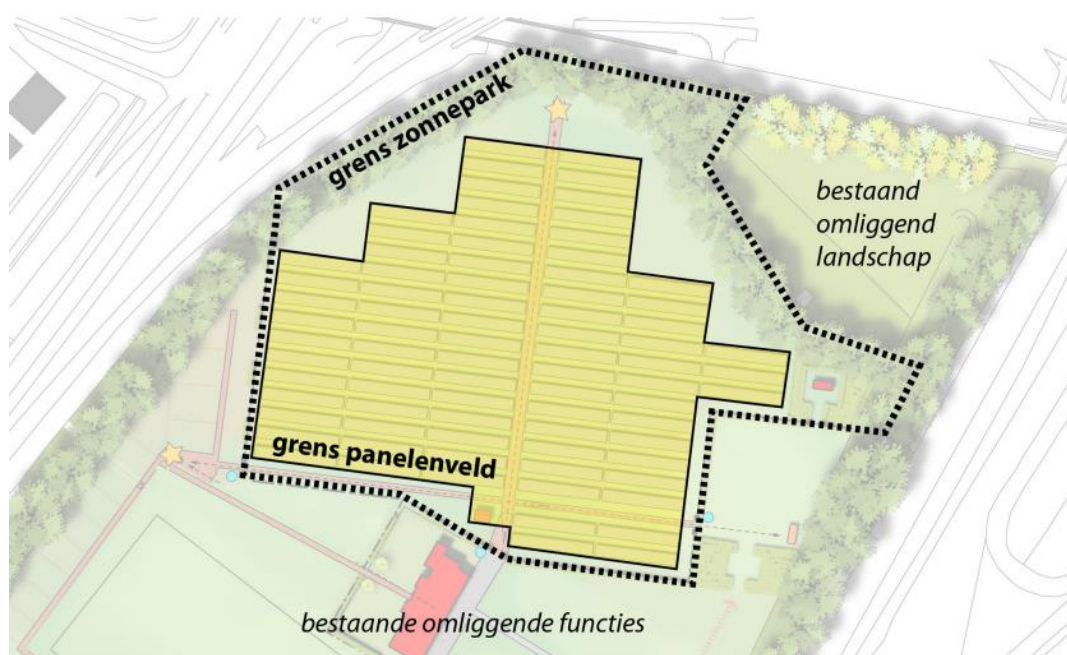 grens zonnepark
bestaand
omliggend
landschap
grens panelenveld
bestaande omliggende functies